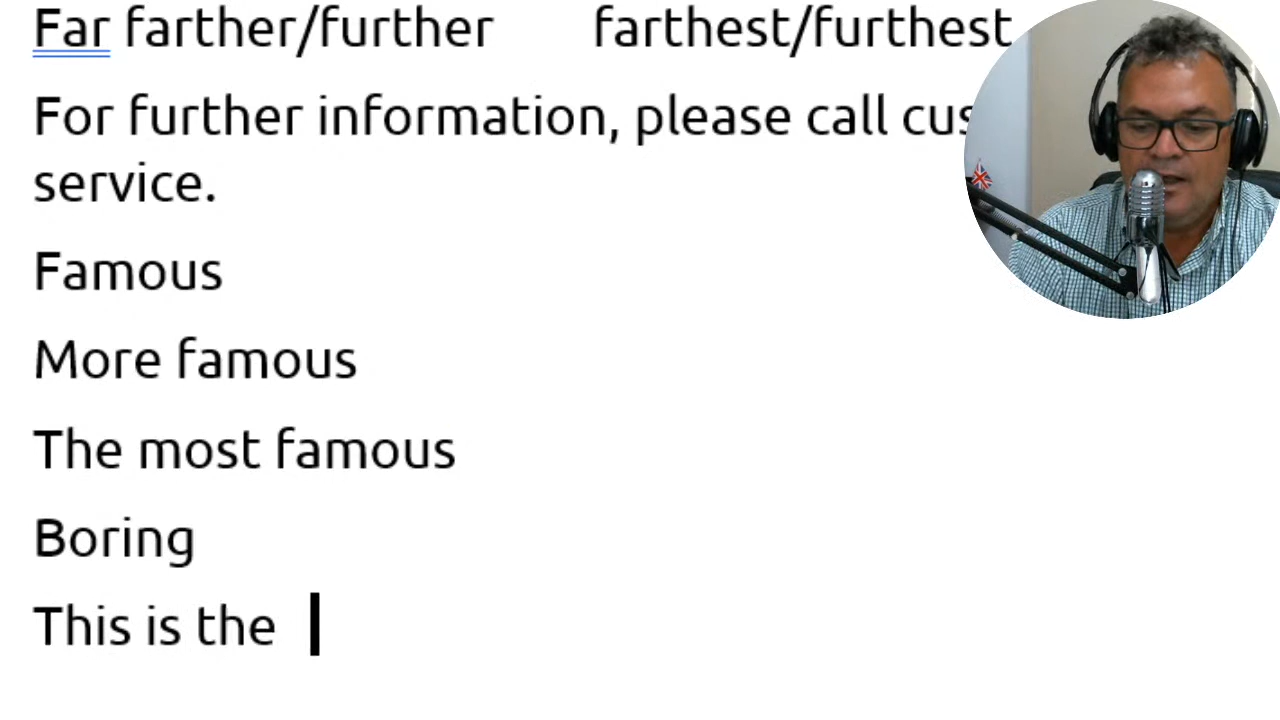 Far farther/further farthest/furthest
For further information, please call
service.
Famous
More famous
The most famous
Boring
This is the